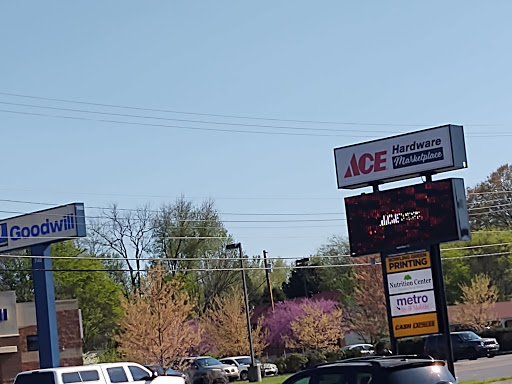 Goodwill
ACE Hardware
Marketplace
PRINTING
Nutrition Center
metro
CASH EXPRESS